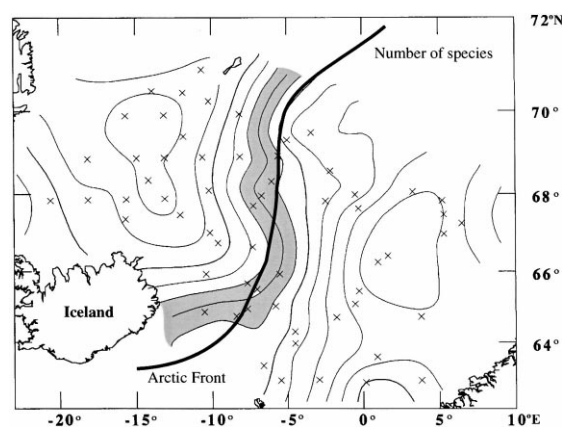 72°N
Number of species
70°
68°
66°
Iceland
64°
Arctic Front
-20° -15° -10° -5° 0° 5° 10°E